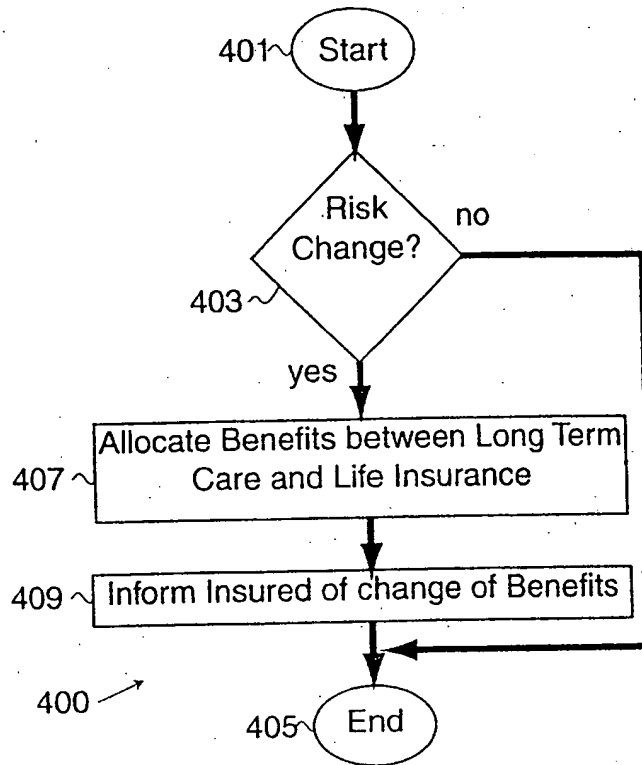 401 Start
Risk
Change?
no
403
yes
Allocate Benefits between Long Term
407
Care and Life Insurance
409 Inform Insured of change of Benefits
400
405 End